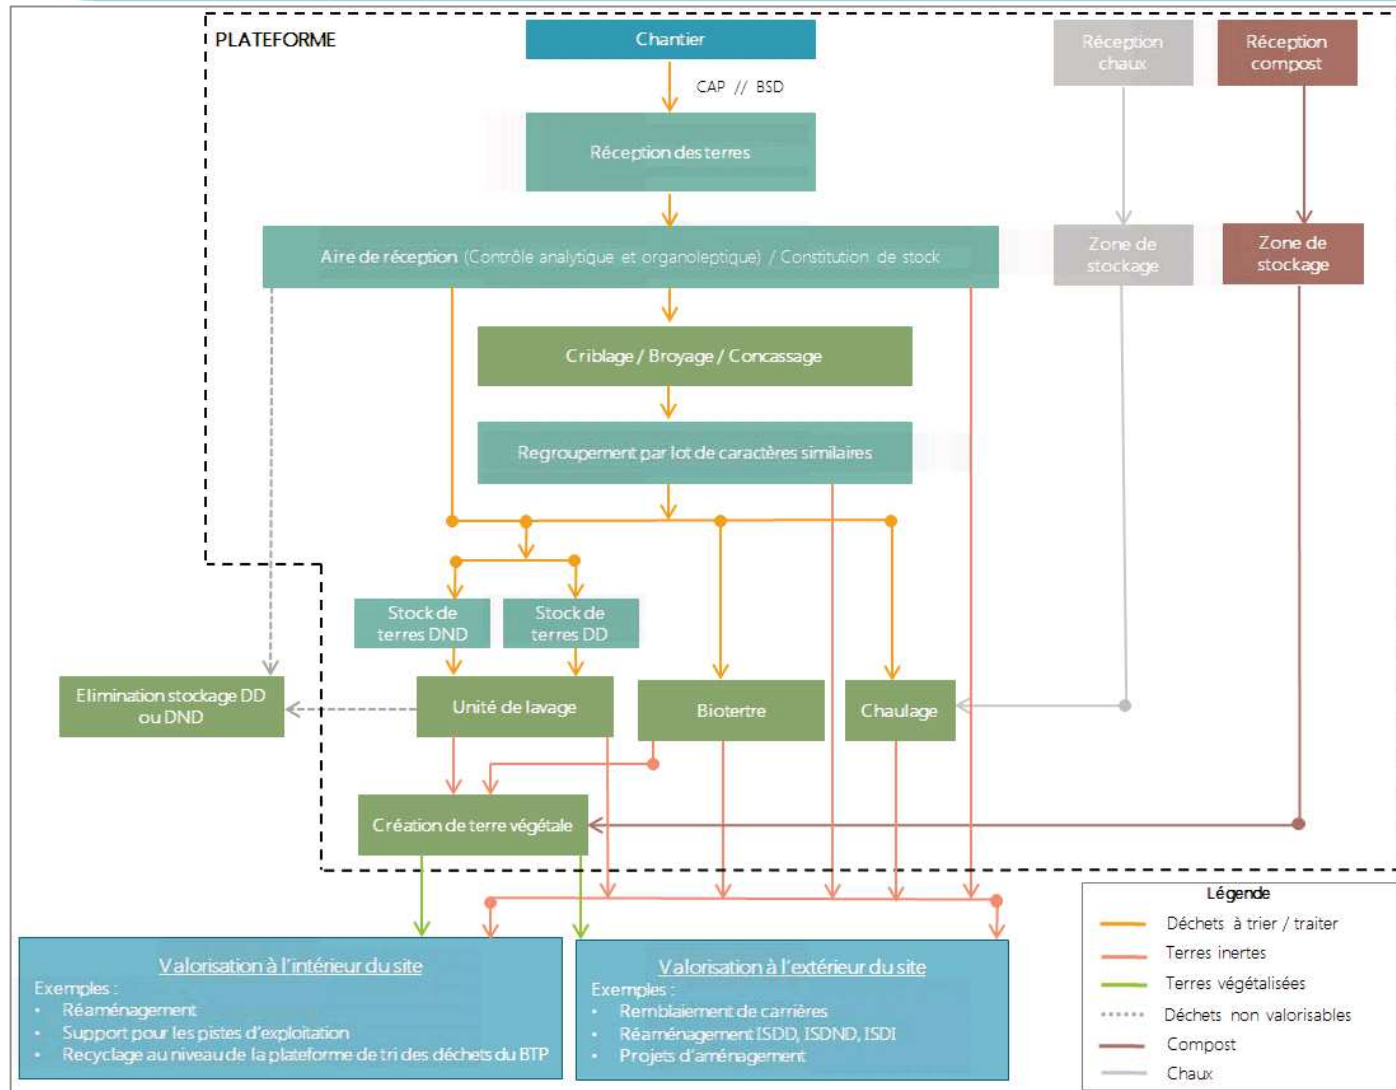 PLATEFORME
Chantier
Réception
chaux
Réception
compost
CAP // BSD
Réception des terres
Aire de réception (Contrôle analytique et organoleptique) / Constitution de stock
Zone de
stockage
Zone de
stockage
Criblage / Broyage / Concassage
Regroupement par lot de caractères similaires
Stock de
terres DND
Stock de
terres DD
Elimination stockage DD
ou DND
Unité de lavage
Biotertre
Chaulage
Création de terre végétale
Valorisation à l'intérieur du site
Exemples :
• Réaménagement
• Support pour les pistes d'exploitation
• Recyclage au niveau de la plateforme de tri des déchets du BTP
Valorisation à l'extérieur du site
Exemples :
• Remblaiement de carrières
• Réaménagement ISDD, ISDND, ISDI
• Projets d'aménagement
Légende
Déchets à trier / traiter
Terres inertes
Terres végétalisées
Déchets non valorisables
Compost
Chaux